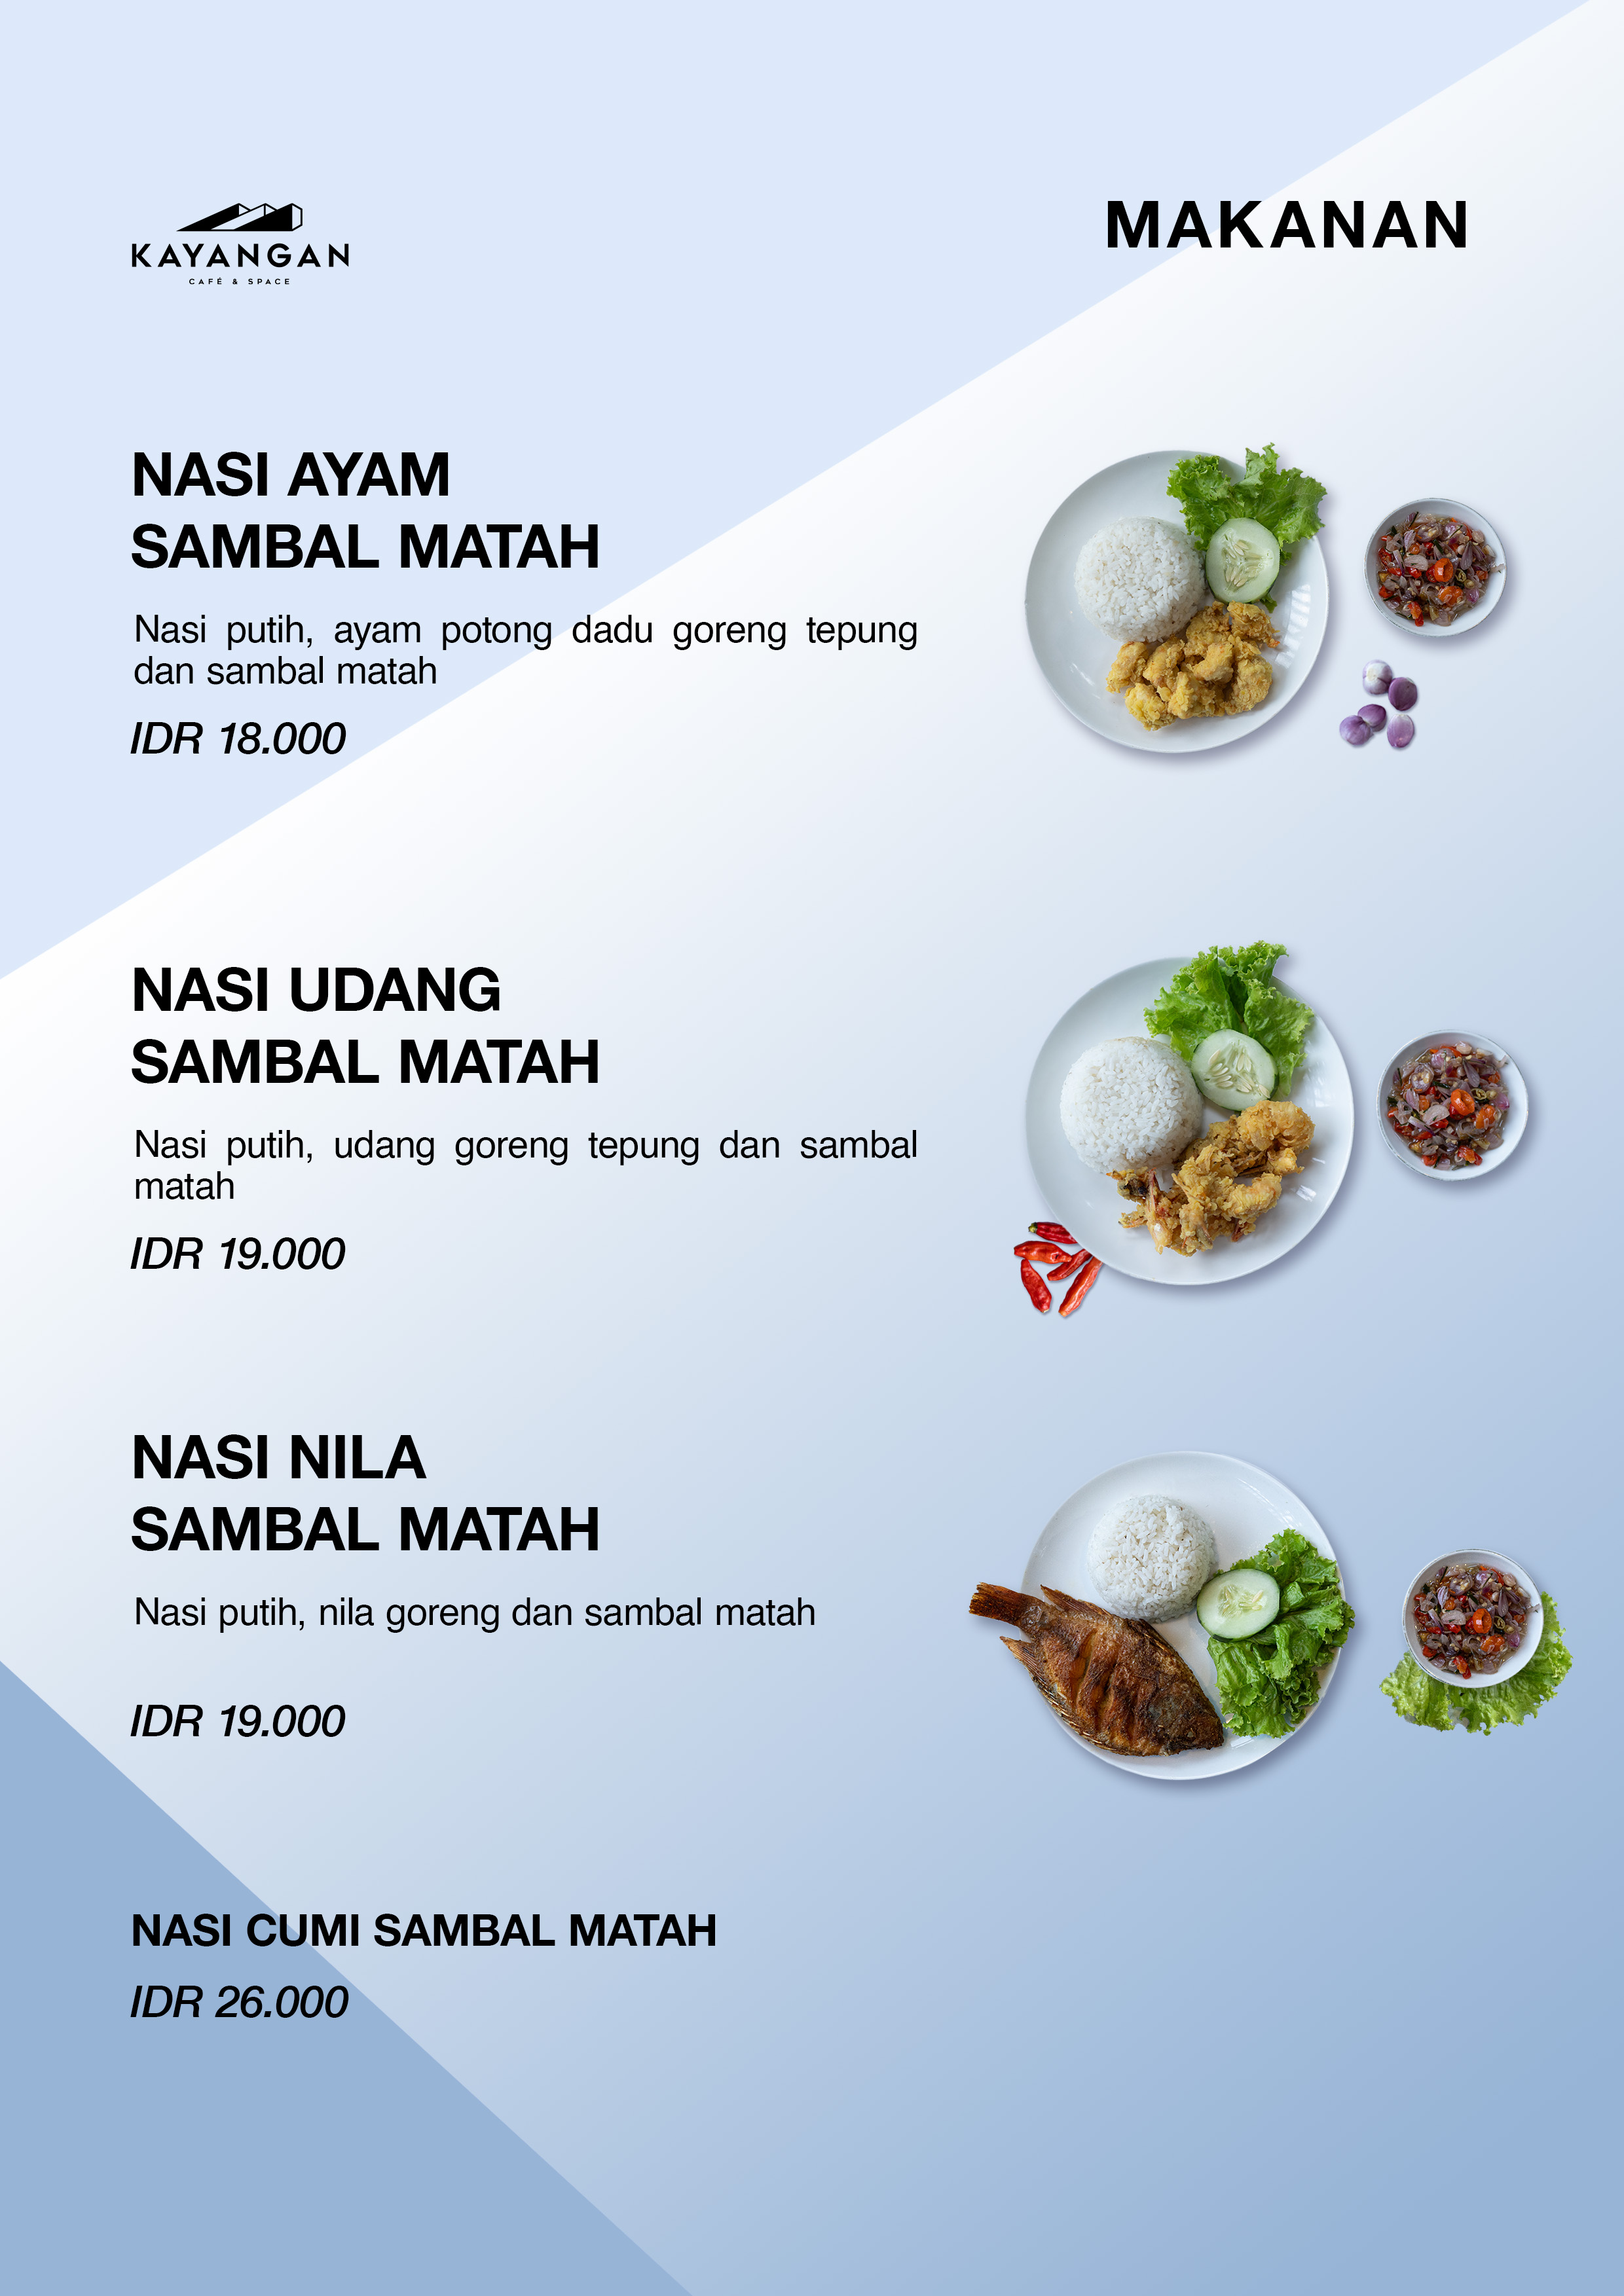 KAYANGAN
CAFÉ & SPACE
MAKANAN
NASI AYAM
SAMBAL MATAH
Nasi putih, ayam potong dadu goreng tepung
dan sambal matah
IDR 18.000
NASI UDANG
SAMBAL MATAH
Nasi putih, udang goreng tepung dan sambal
matah
IDR 19.000
NASI NILA
SAMBAL MATAH
Nasi putih, nila goreng dan sambal matah
IDR 19.000
NASI CUMI SAMBAL MATAH
IDR 26.000